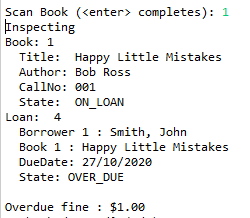 Scan Book (<enter> completes): 1
Inspecting
Book: 1
  Title:  Happy Little Mistakes
  Author: Bob Ross
  CallNo: 001
  State:  ON_LOAN
Loan:  4
  Borrower 1 : Smith, John
  Book 1 : Happy Little Mistakes
  DueDate: 27/10/2020
  State: OVER_DUE

Overdue fine : $1.00